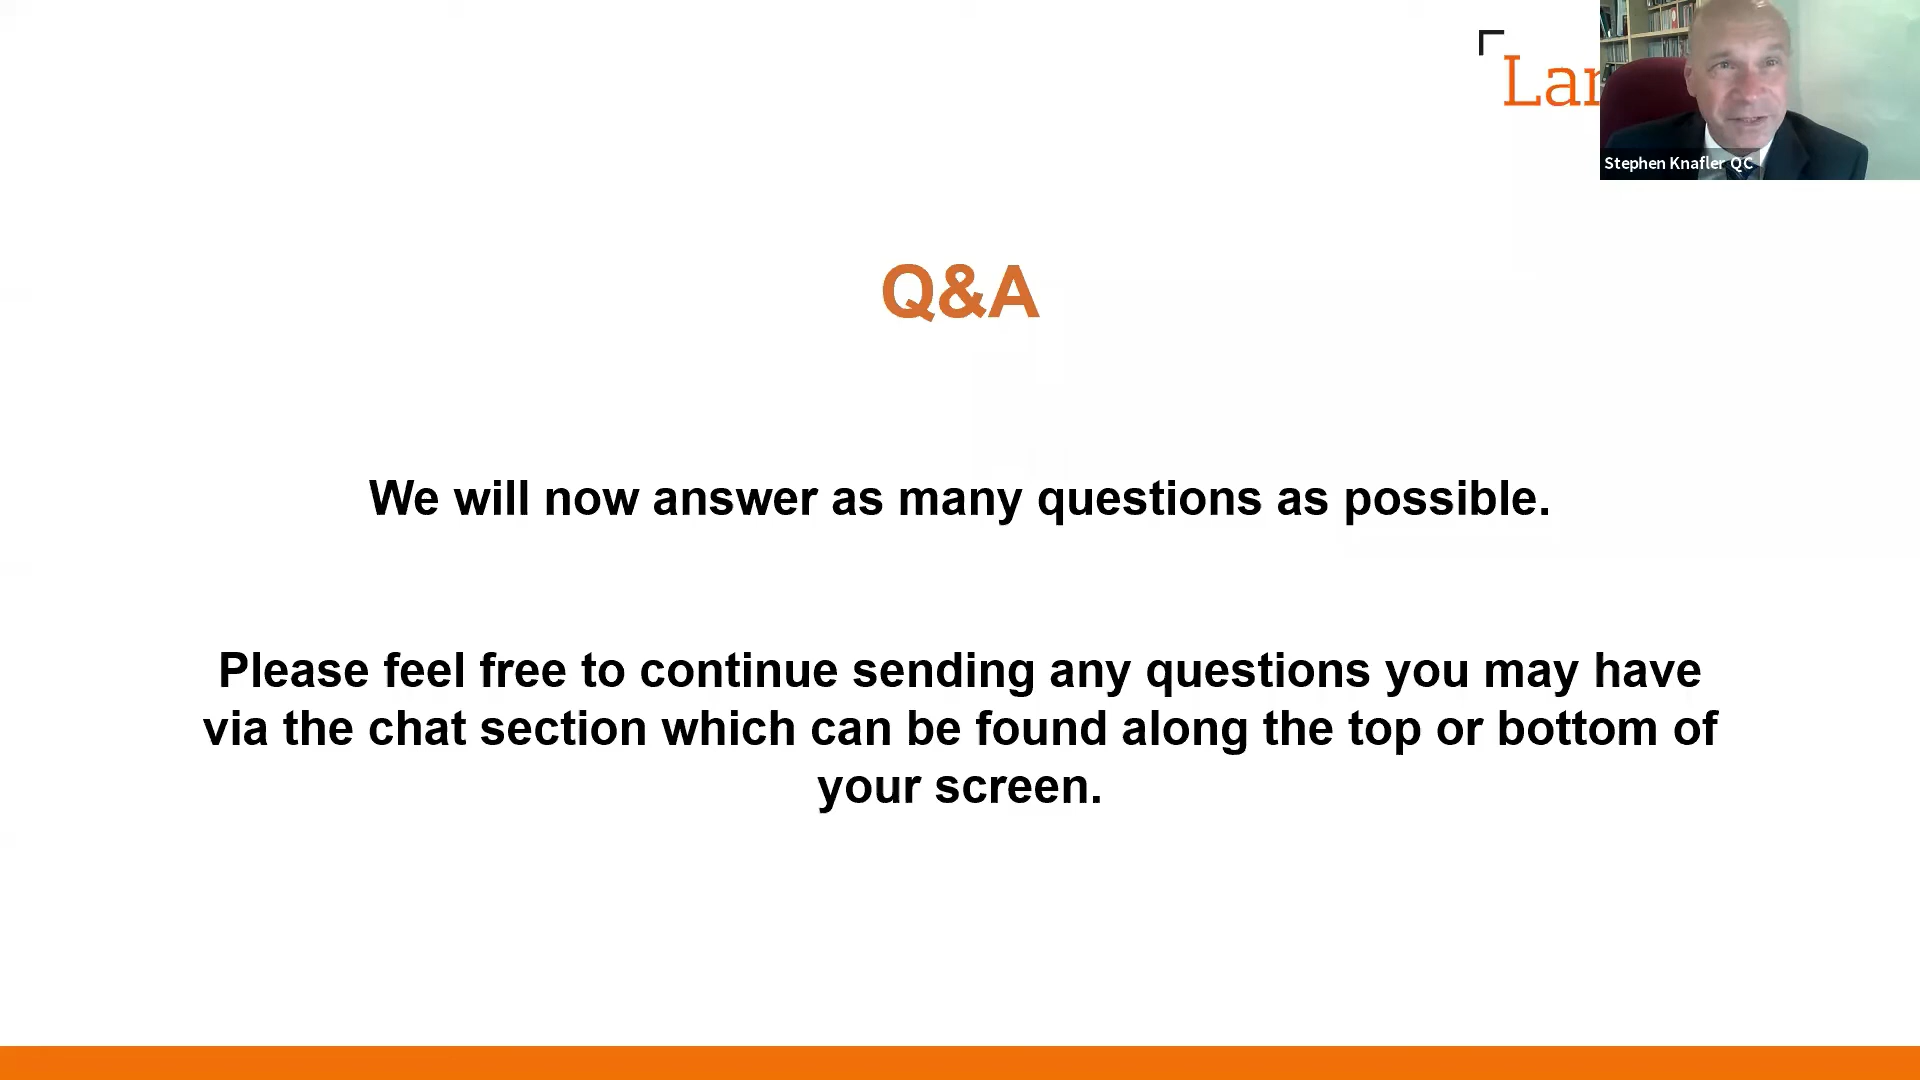 Lar
Stephen Knafler QC
Q&A
We will now answer as many questions as possible.
Please feel free to continue sending any questions you may have
via the chat section which can be found along the top or bottom of
your screen.